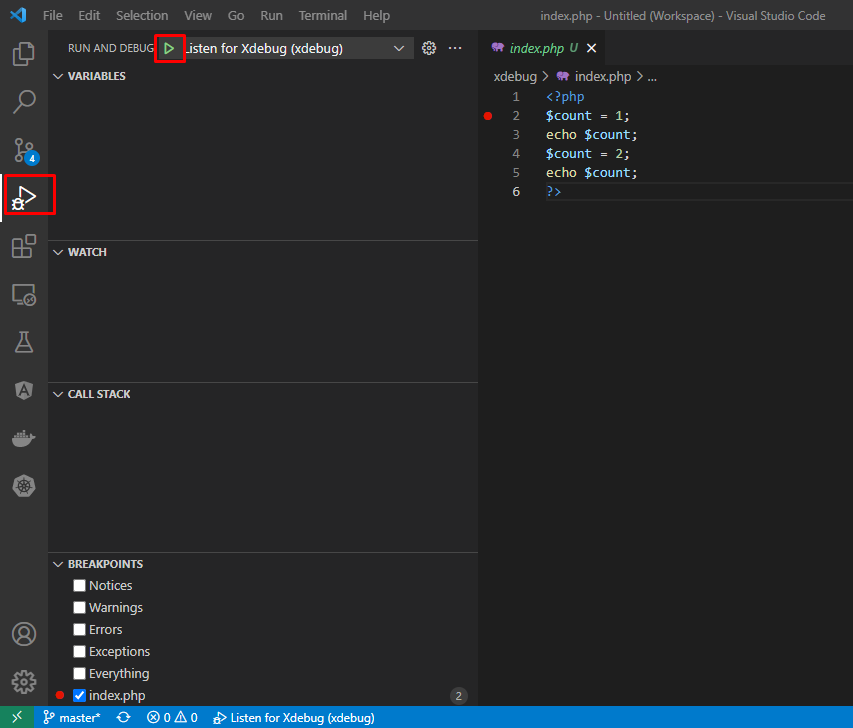 File Edit Selection View Go Run Terminal Help index.php - Untitled (Workspace) - Visual Studio Code
RUN AND DEBUG Listen for Xdebug (xdebug) ...
VARIABLES
WATCH
CALL STACK
BREAKPOINTS
Notices
Warnings
Errors
Exceptions
Everything
index.php 2
4
index.php U
xdebug > index.php > ...
1 <?php
2 $count = 1;
3 echo $count;
4 $count = 2;
5 echo $count;
6 ?>
master* 0 0 Listen for Xdebug (xdebug)